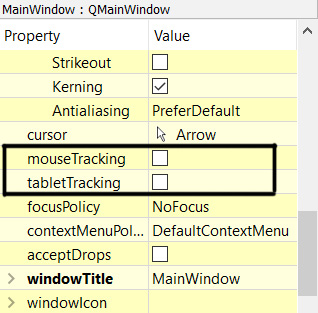 MainWindow : QMainWindow
Property Value
Strikeout
Kerning
Antialiasing PreferDefault
cursor Arrow
mouseTracking
tabletTracking
focusPolicy NoFocus
contextMenuPol... DefaultContextMenu
acceptDrops
windowTitle MainWindow
windowIcon